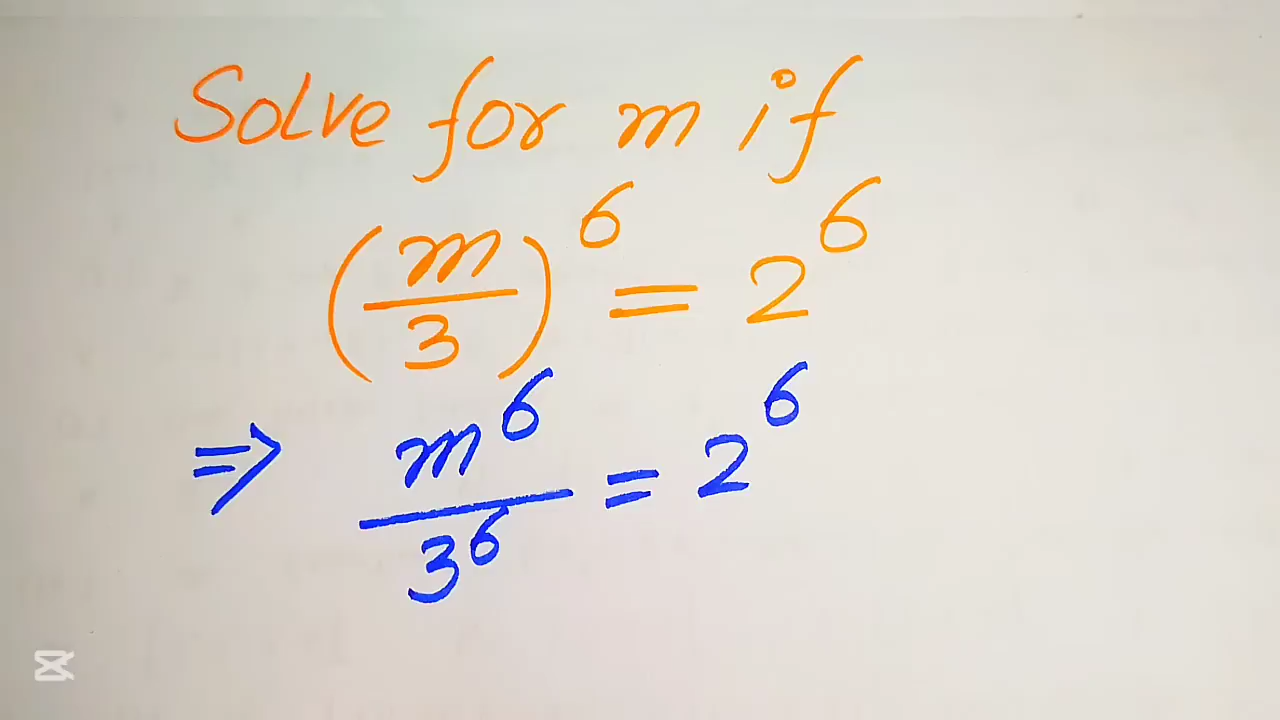 Solve for m if
(m/3)^6 = 2^6
⇒ m^6/3^6 = 2^6